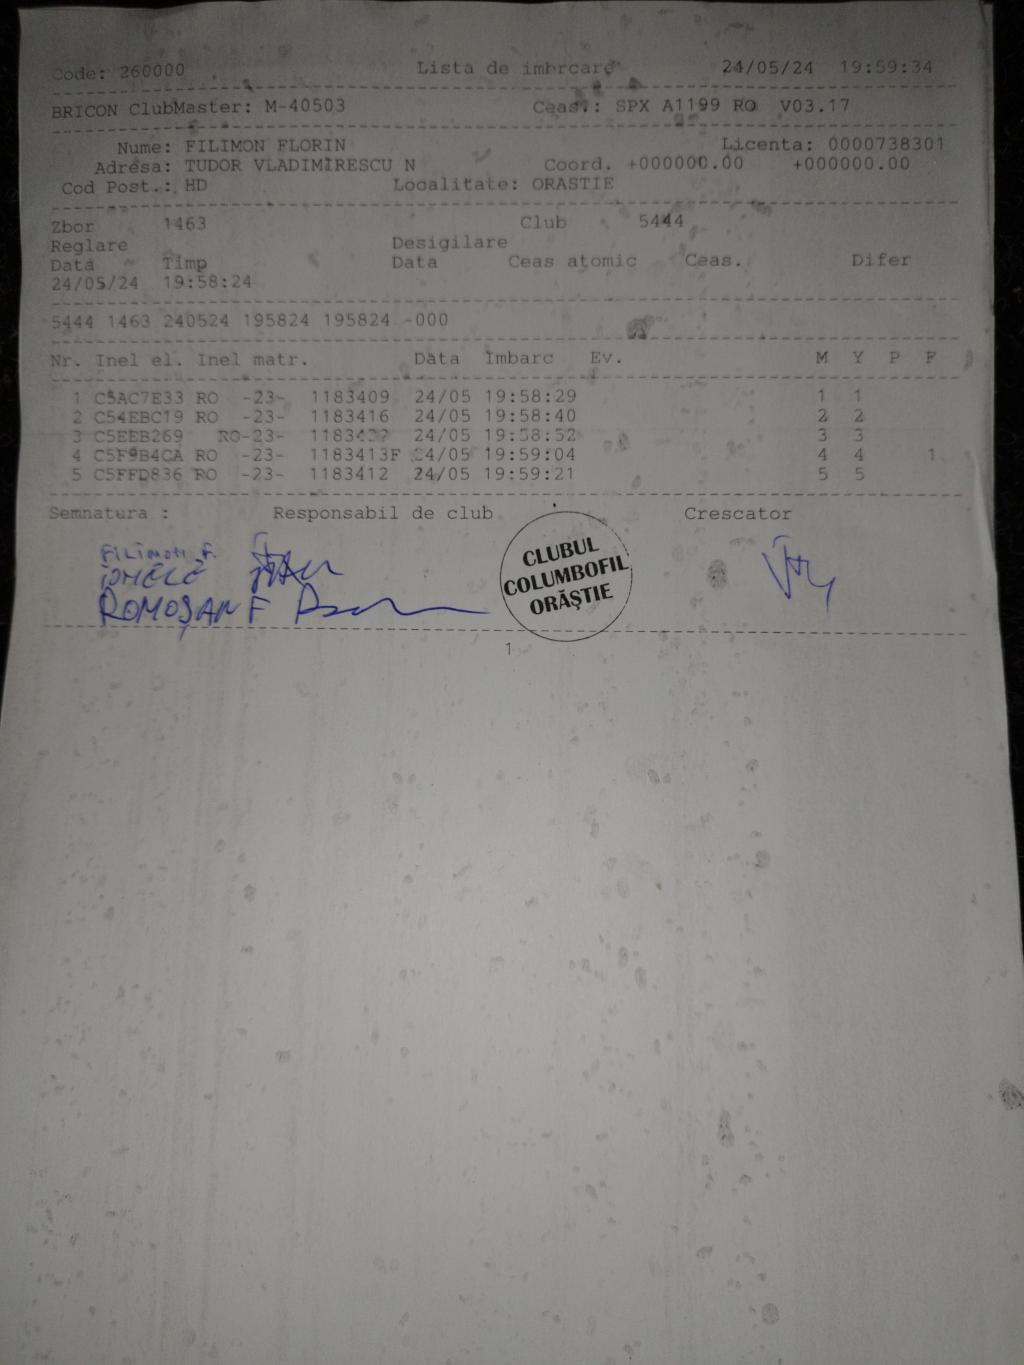 Code: 260000 Lista de imbrcare 24/05/24 19:59:34
BRICON ClubMaster: M-40503 Ceas.: SPX A1199 RO V03.17
Nume: FILIMON FLORIN Licenta: 0000738301
Adresa: TUDOR VLADIMIRESCU N Coord. +000000.00 +000000.00
Cod Post.: HD Localitate: ORASTIE
Zbor 1463 Club 5444
Reglare Desigilare
Data Timp Data Ceas atomic Ceas. Difer
24/05/24 19:58:24
5444 1463 240524 195824 195824 -000
Nr. Inel el. Inel matr. Data Imbarc Ev. M Y P F
1 C5AC7E33 RO -23- 1183409 24/05 19:58:29 1 1
2 C54EBC19 RO -23- 1183416 24/05 19:58:40 2 2
3 C5EEB269 RO-23- 24/05 19:58:52 3 3
4 C5F9B4CA RO -23- 1183413F 24/05 19:59:04 4 4 1
5 C5FFD836 RO -23- 1183412 24/05 19:59:21 5 5
Semnatura : Responsabil de club Crescator
FILIMON F.
ROMOȘAN F
CLUBUL
COLUMBOFIL
ORĂȘTIE
1